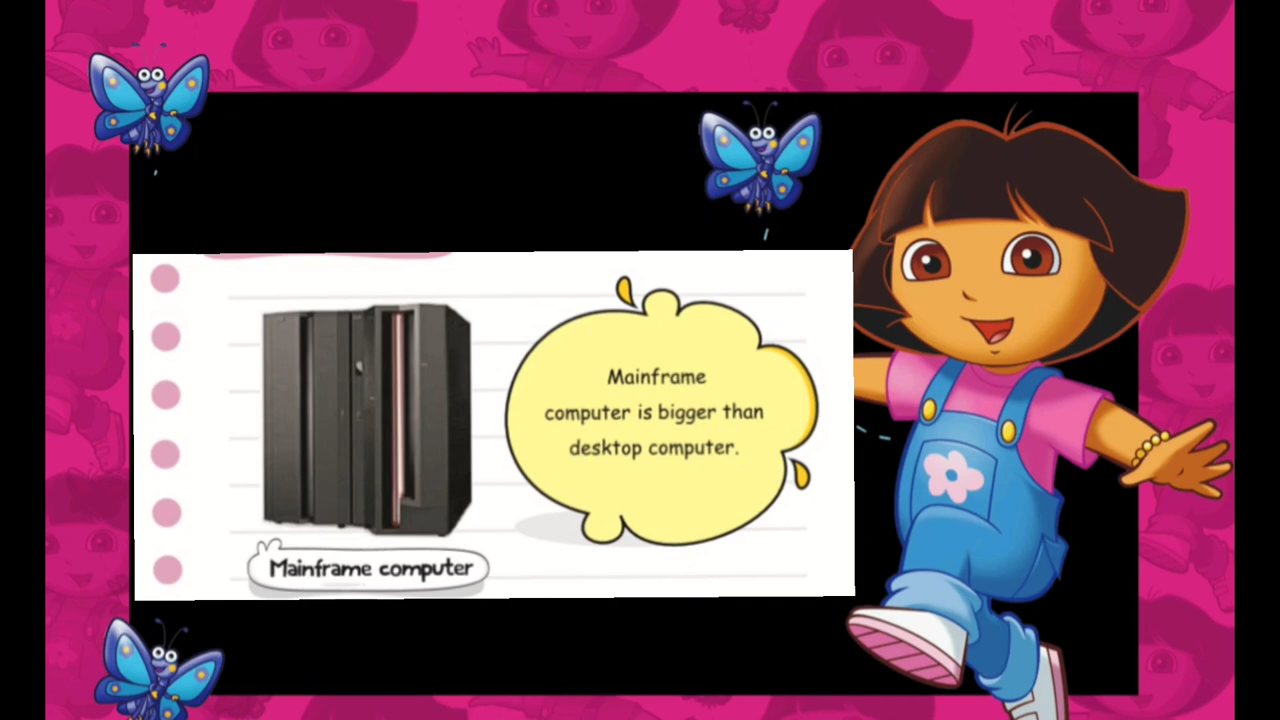 Mainframe
computer is bigger than
desktop computer.
Mainframe computer